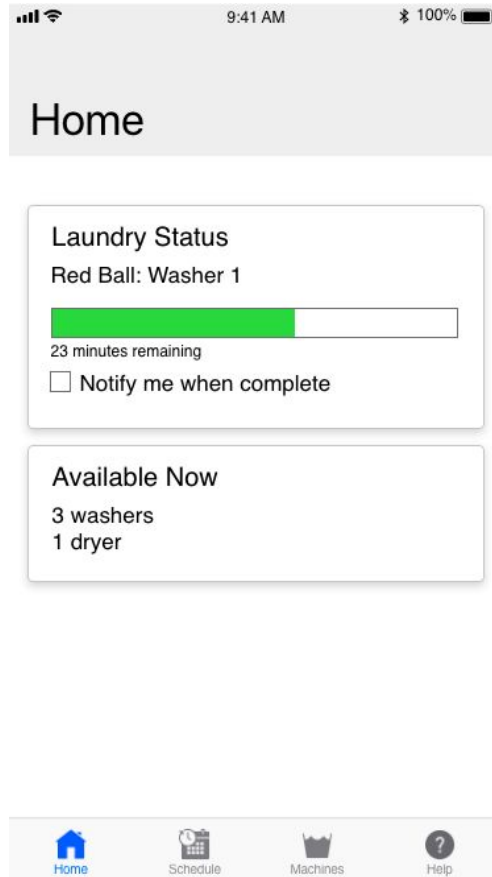 9:41 AM
100%
Home
Laundry Status
Red Ball: Washer 1
23 minutes remaining
Notify me when complete
Available Now
3 washers
1 dryer
Home Schedule Machines Help